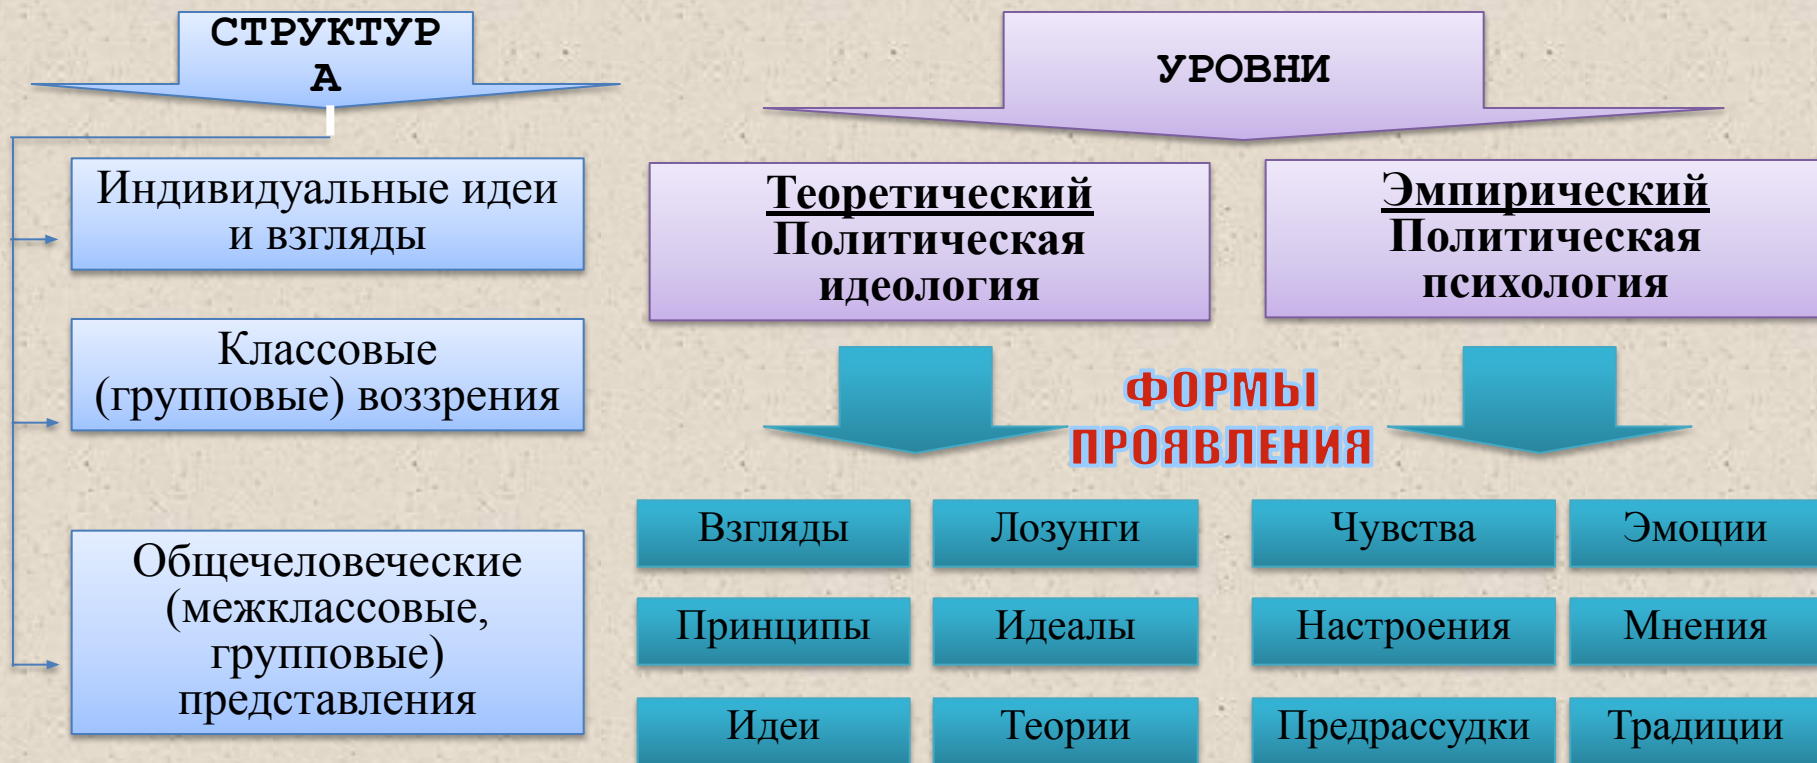 СТРУКТУР
А
Индивидуальные идеи
и взгляды
Классовые
(групповые) воззрения
Общечеловеческие
(межклассовые,
групповые)
представления
УРОВНИ
Теоретический
Политическая
идеология
Эмпирический
Политическая
психология
ФОРМЫ
ПРОЯВЛЕНИЯ
Взгляды
Лозунги
Чувства
Эмоции
Принципы
Идеалы
Настроения
Мнения
Идеи
Теории
Предрассудки
Традиции